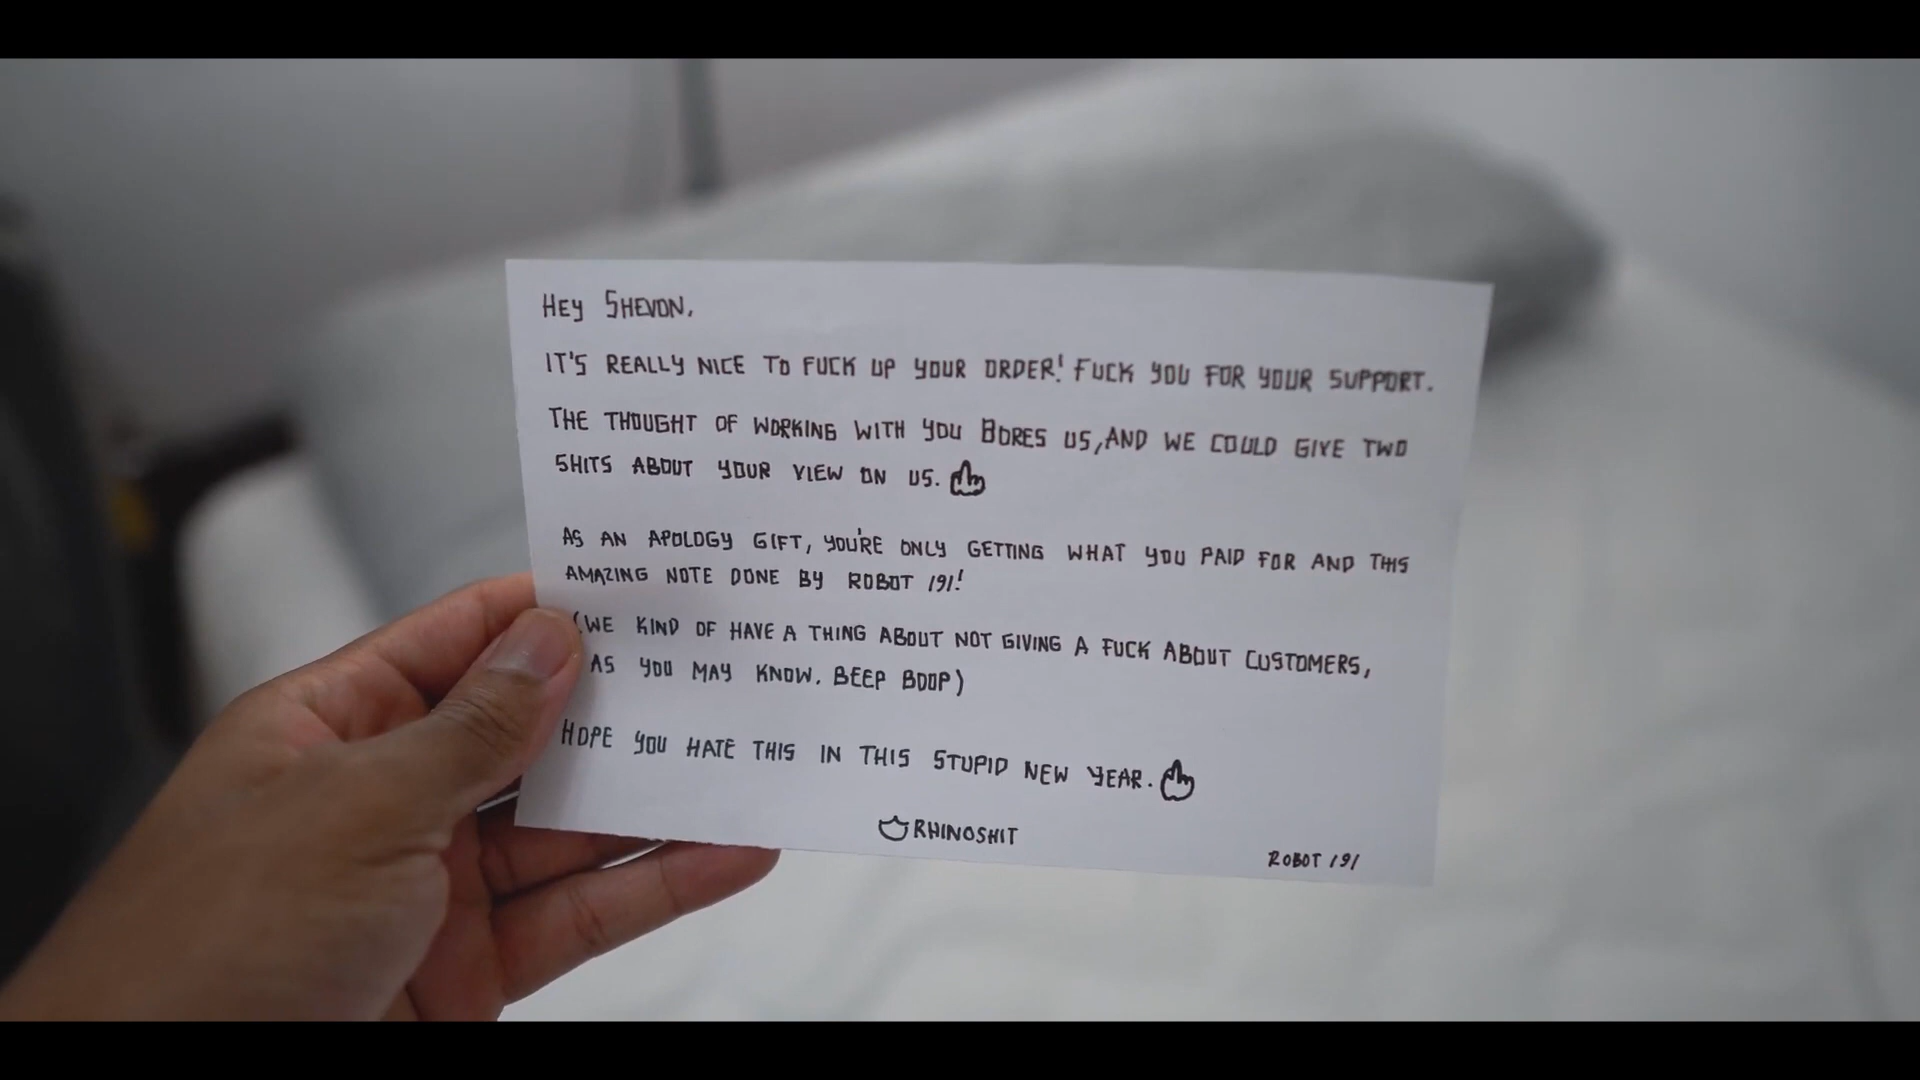 HEY SHEVON,
IT'S REALLY NICE TO FUCK UP YOUR ORDER! FUCK YOU FOR YOUR SUPPORT.
THE THOUGHT OF WORKING WITH YOU BORES US, AND WE COULD GIVE TWO
SHITS ABOUT YOUR VIEW ON US.
AS AN APOLOGY GIFT, YOU'RE ONLY GETTING WHAT YOU PAID FOR AND THIS
AMAZING NOTE DONE BY ROBOT 191!
(WE KIND OF HAVE A THING ABOUT NOT GIVING A FUCK ABOUT CUSTOMERS,
AS YOU MAY KNOW. BEEP BOOP)
HOPE YOU HATE THIS IN THIS STUPID NEW YEAR.
RHINOSHIT
ROBOT 191